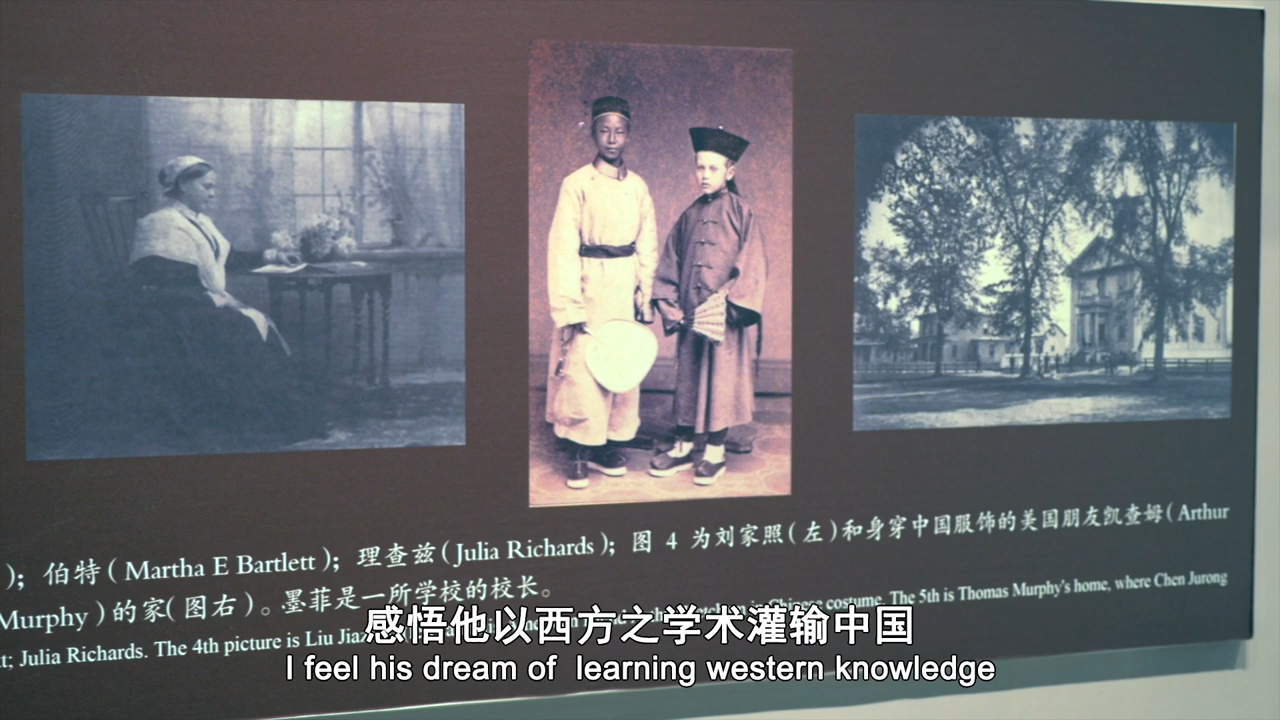 )；伯特(Martha E Bartlett)；理查兹(Julia Richards)；图 4 为刘家照(左)和身穿中国服饰的美国朋友凯查姆(Arthur
Murphy)的家(图右)。墨菲是一所学校的校长。
t; Julia Richards. The 4th picture is Liu Jiaz in Chinese costume. The 5th is Thomas Murphy's home, where Chen Jurong
感悟他以西方之学术灌输中国
I feel his dream of learning western knowledge